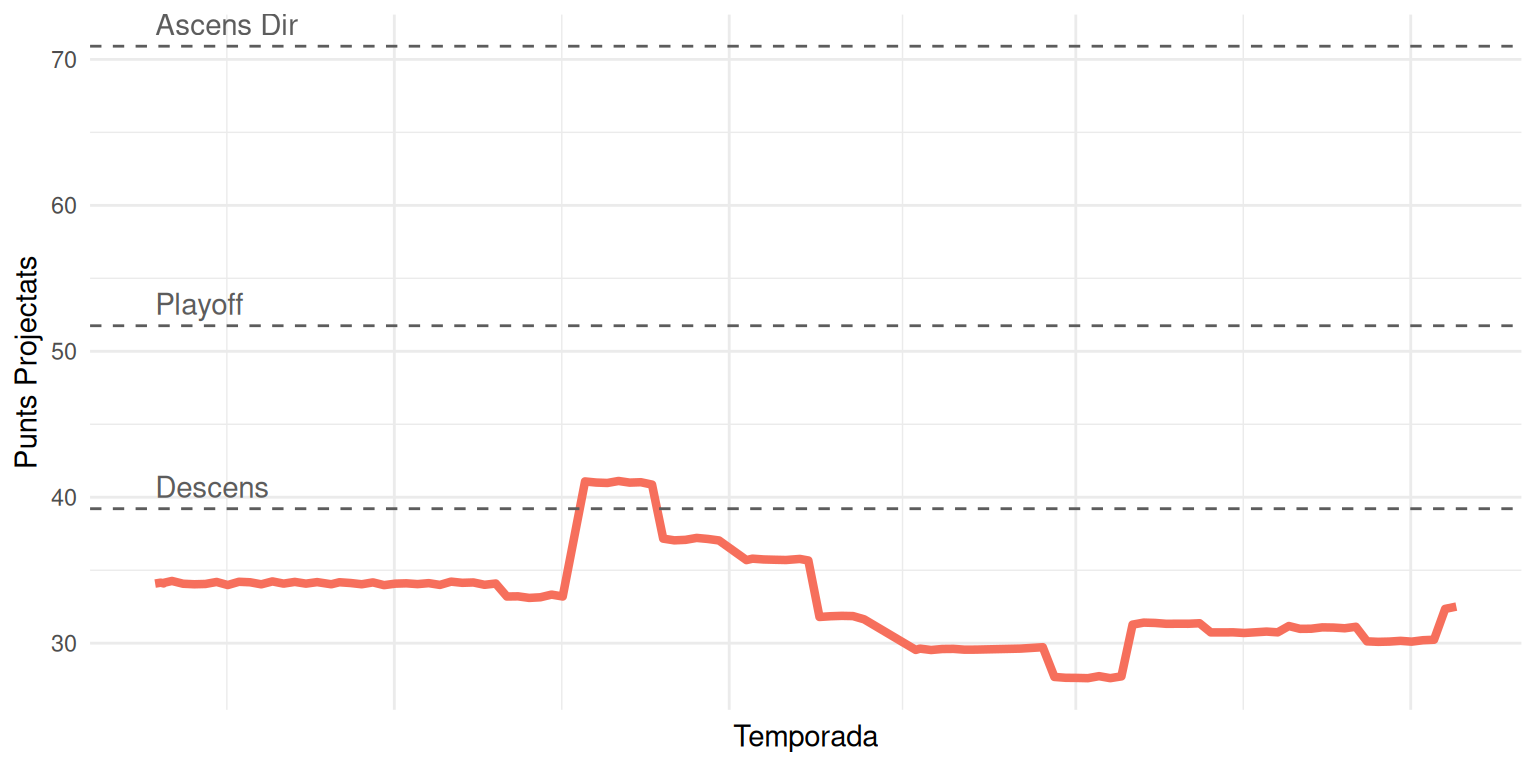 Ascens Dir
70
60
Playoff
50
Descens
40
30
Punts Projectats
Temporada